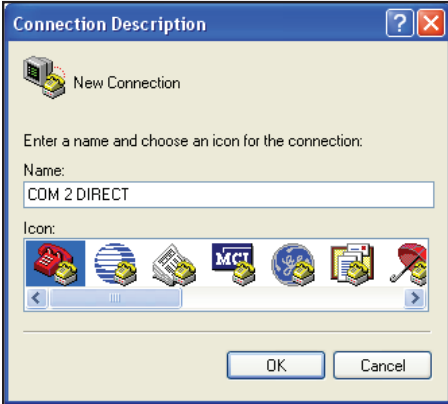 Connection Description
New Connection
Enter a name and choose an icon for the connection:
Name:
COM 2 DIRECT
Icon:
MCI
OK
Cancel